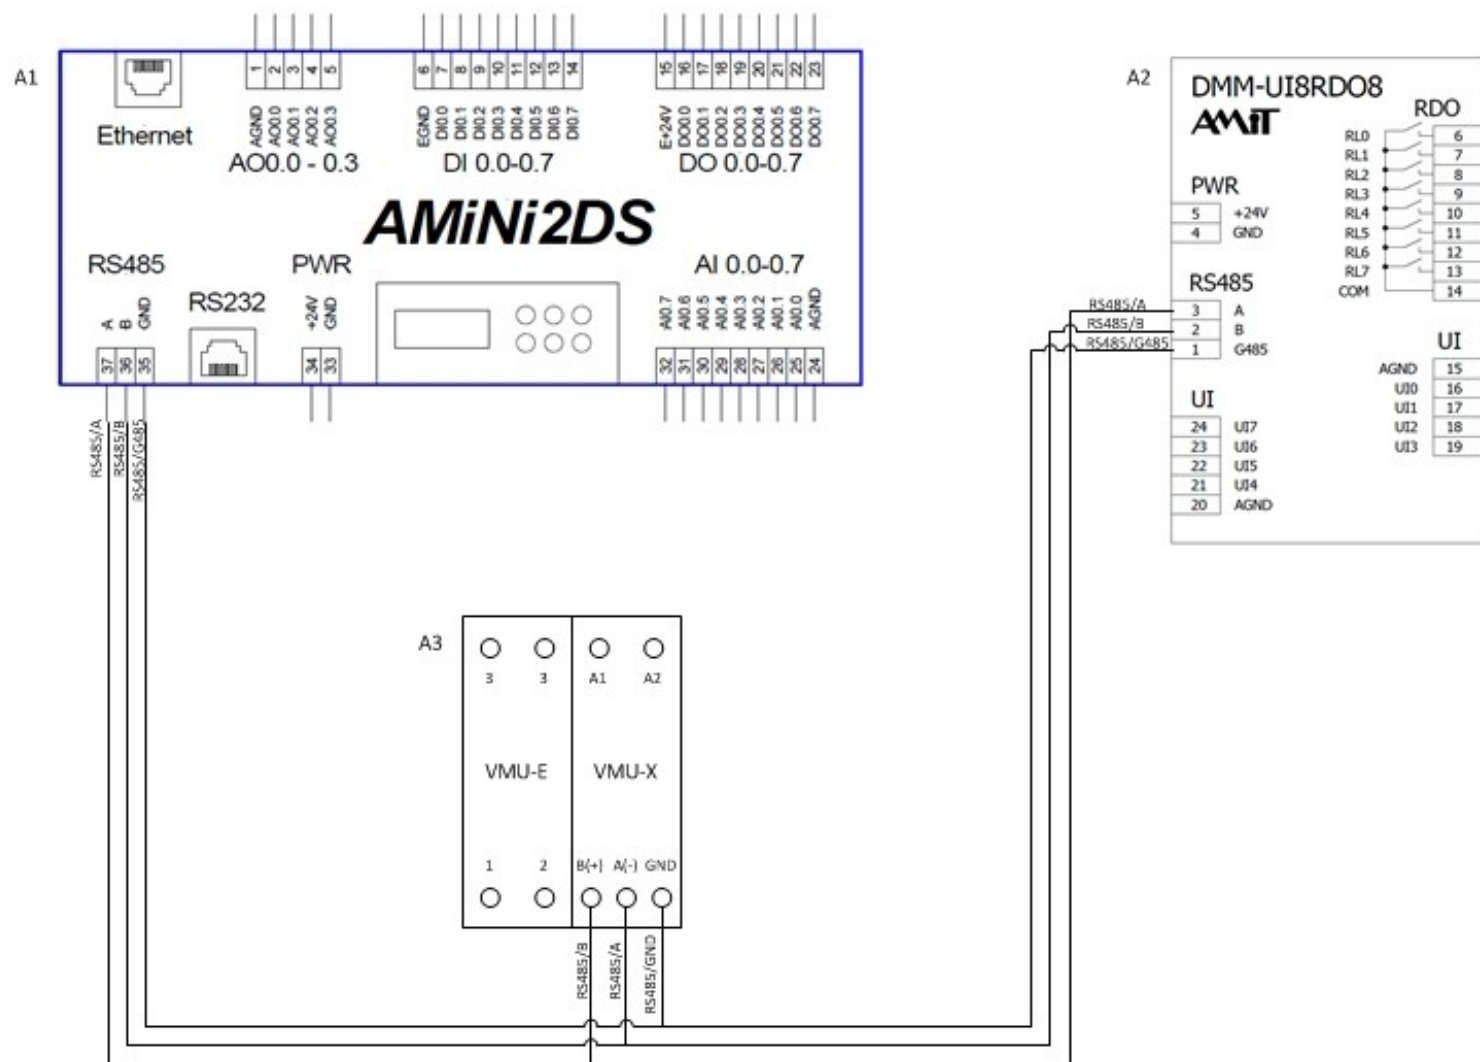 A1
Ethernet
1 2 3 4 5
AGND AO0.0 AO0.1 AO0.2 AO0.3
AO0.0 - 0.3
6 7 8 9 10 11 12 13 14
EGND DI0.0 DI0.1 DI0.2 DI0.3 DI0.4 DI0.5 DI0.6 DI0.7
DI 0.0-0.7
15 16 17 18 19 20 21 22 23
E+24V DO0.0 DO0.1 DO0.2 DO0.3 DO0.4 DO0.5 DO0.6 DO0.7
DO 0.0-0.7
AMiNi2DS
RS485
A B GND
37 36 35
RS232
PWR
+24V GND
34 33
AI 0.0-0.7
AI0.7 AI0.6 AI0.5 AI0.4 AI0.3 AI0.2 AI0.1 AI0.0 AGND
32 31 30 29 28 27 26 25 24
RS485/A
RS485/B
RS485/G485
A2
DMM-UI8RDO8
AMiT
RDO
RL0 6
RL1 7
RL2 8
RL3 9
RL4 10
RL5 11
RL6 12
RL7 13
COM 14
PWR
5 +24V
4 GND
RS485
RS485/A 3 A
RS485/B 2 B
RS485/G485 1 G485
UI
AGND 15
UI0 16
UI1 17
UI2 18
UI3 19
UI
24 UI7
23 UI6
22 UI5
21 UI4
20 AGND
A3
3 3 A1 A2
VMU-E VMU-X
1 2 B(+) A(-) GND
RS485/B
RS485/A
RS485/GND